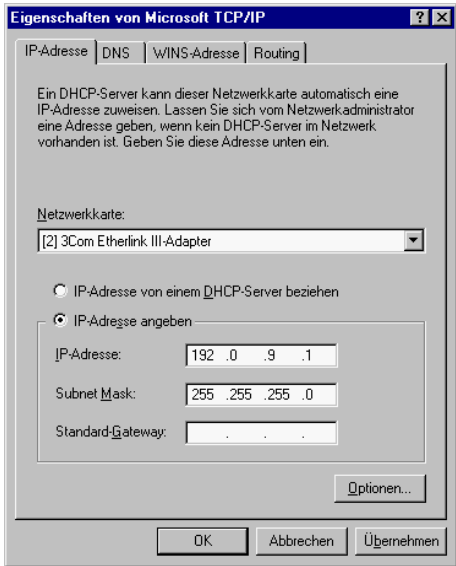 Eigenschaften von Microsoft TCP/IP
IP-Adresse DNS WINS-Adresse Routing
Ein DHCP-Server kann dieser Netzwerkkarte automatisch eine
IP-Adresse zuweisen. Lassen Sie sich vom Netzwerkadministrator
eine Adresse geben, wenn kein DHCP-Server im Netzwerk
vorhanden ist. Geben Sie diese Adresse unten ein.
Netzwerkkarte:
[2] 3Com Etherlink III-Adapter
IP-Adresse von einem DHCP-Server beziehen
IP-Adresse angeben
IP-Adresse: 192 .0 .9 .1
Subnet Mask: 255 .255 .255 .0
Standard-Gateway: . . .
Optionen...
OK Abbrechen Übernehmen